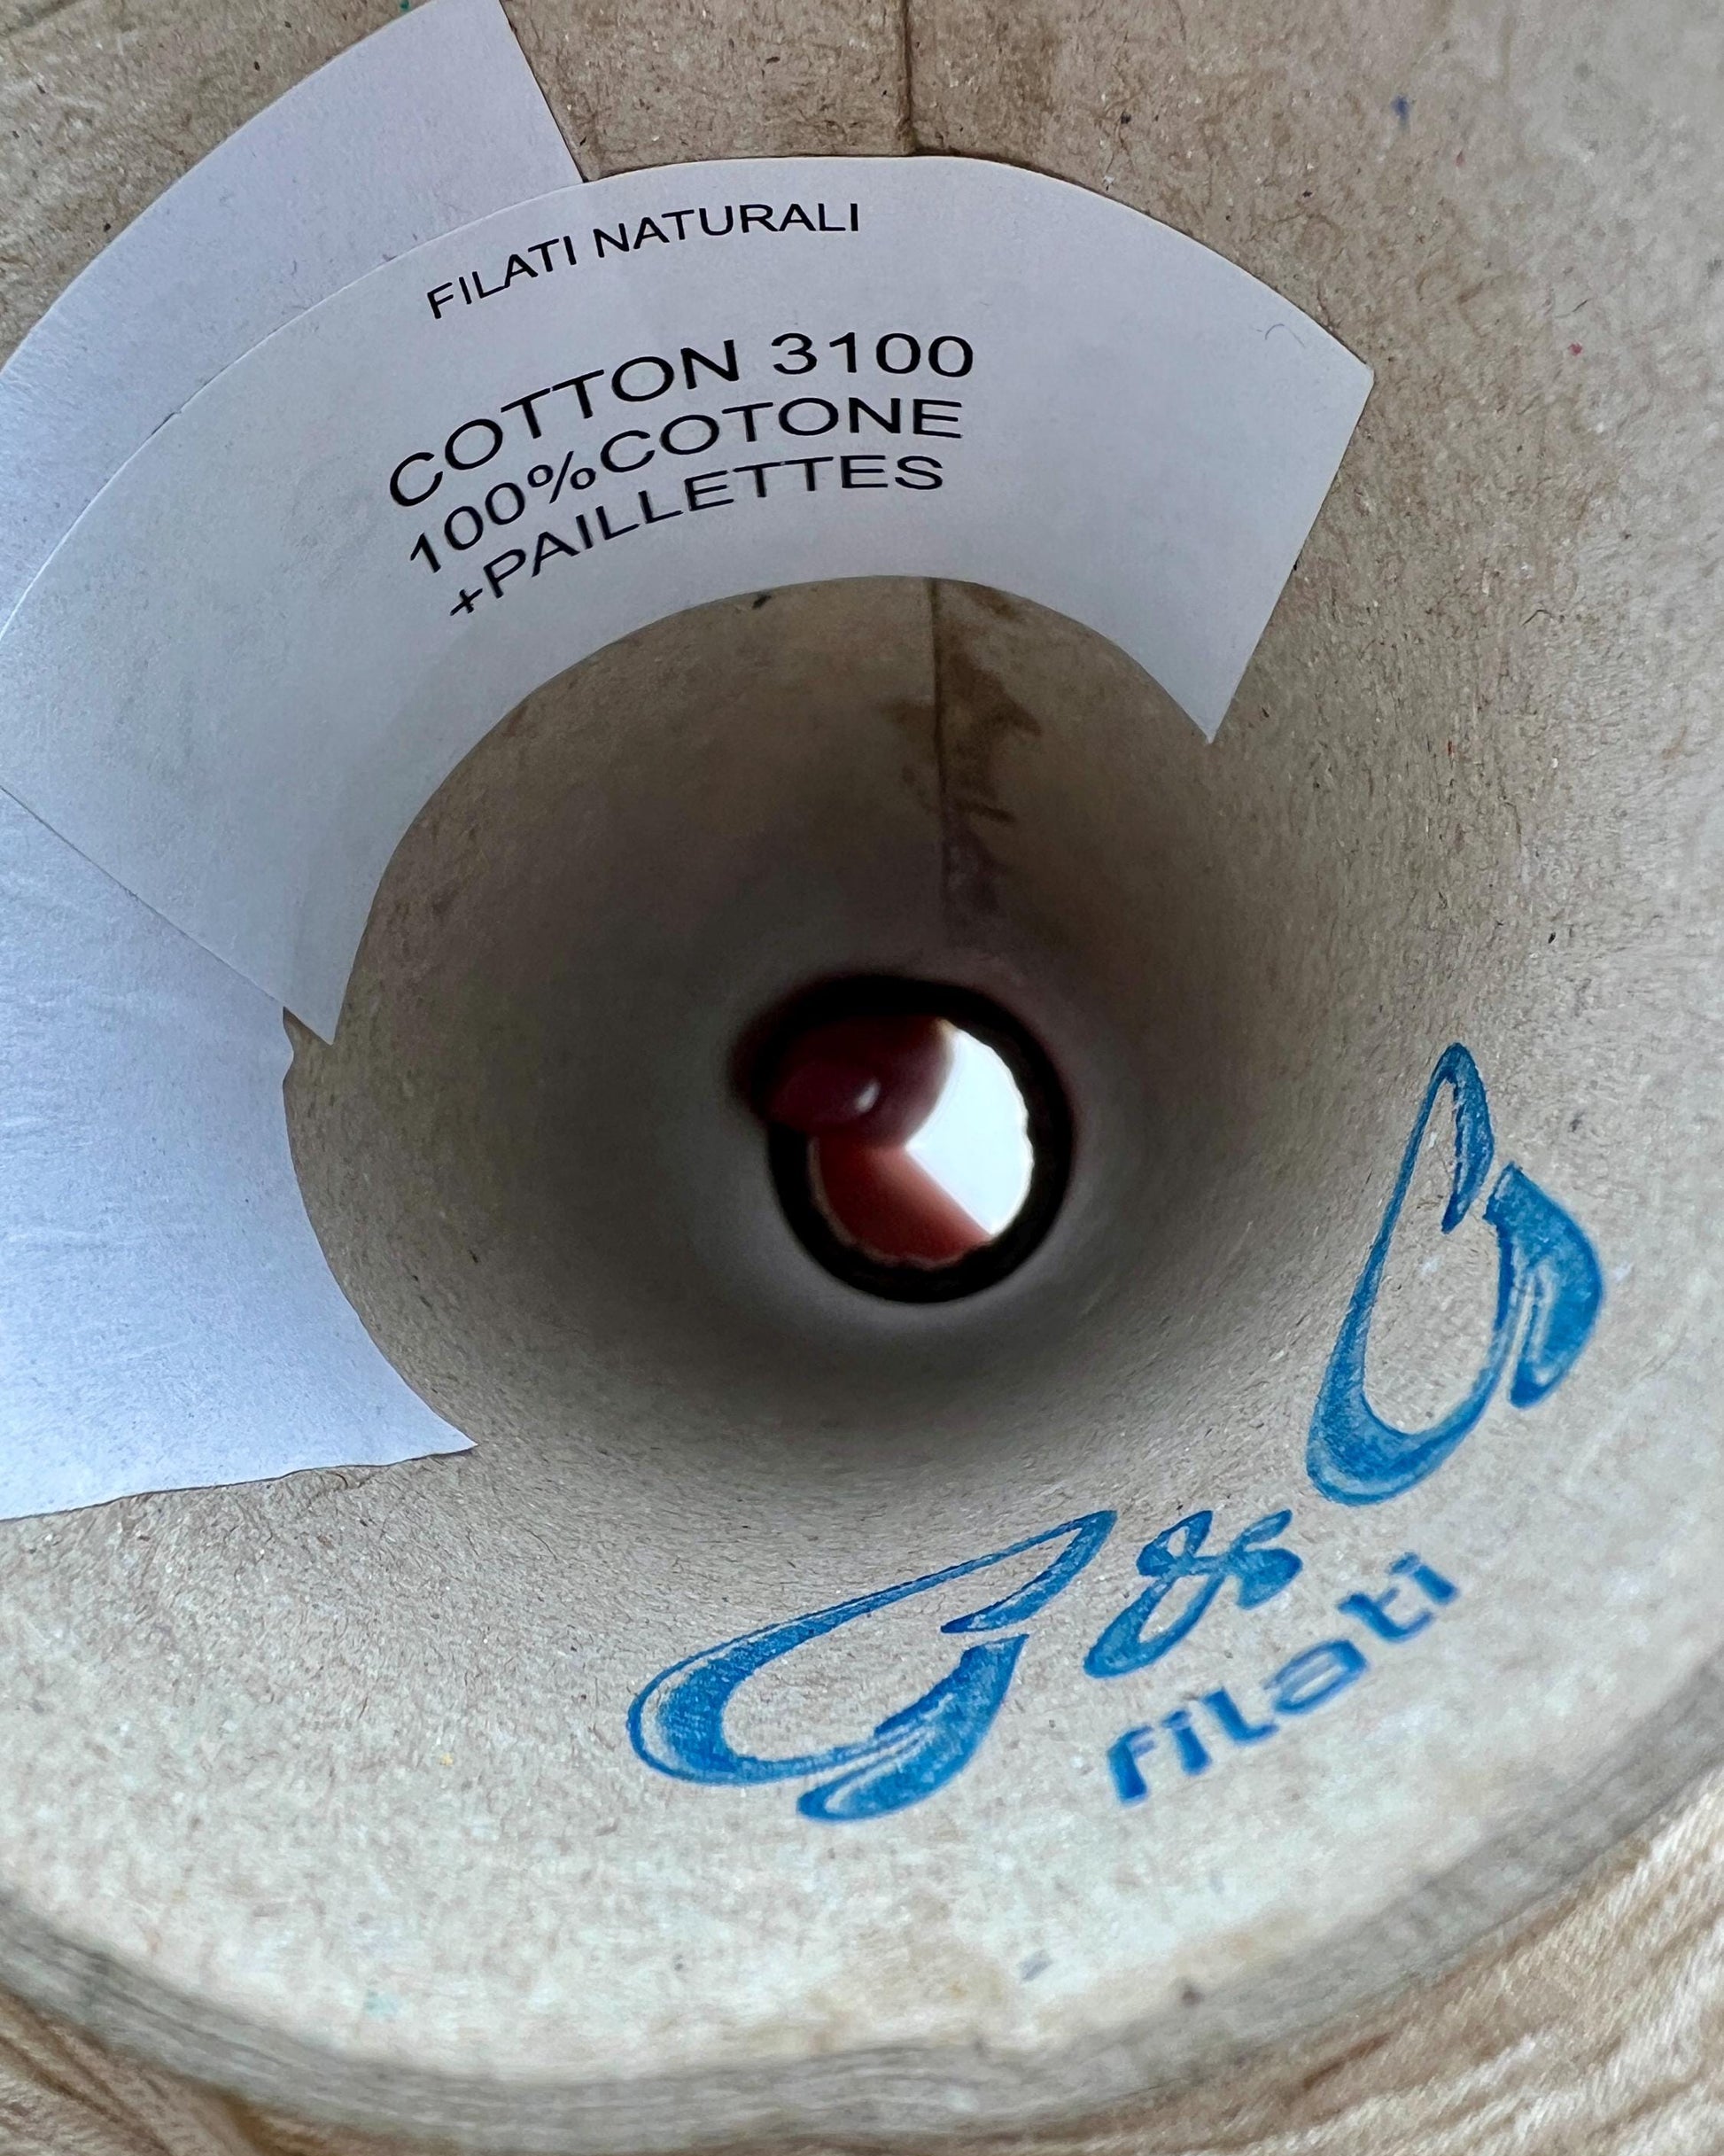 FILATI NATURALI
COTTON 3100
100%COTONE
+PAILLETTES
filati